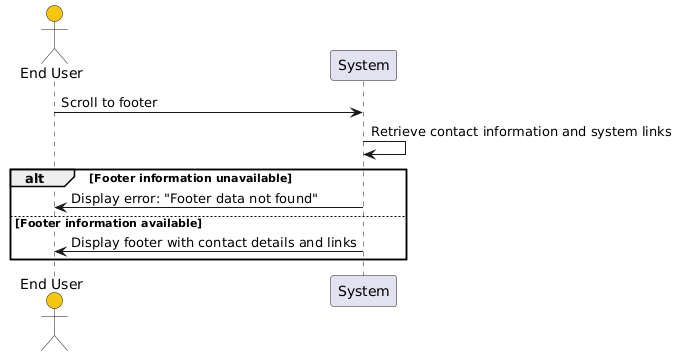 End User
System
Scroll to footer
Retrieve contact information and system links
alt [Footer information unavailable]
Display error: "Footer data not found"
[Footer information available]
Display footer with contact details and links
End User
System